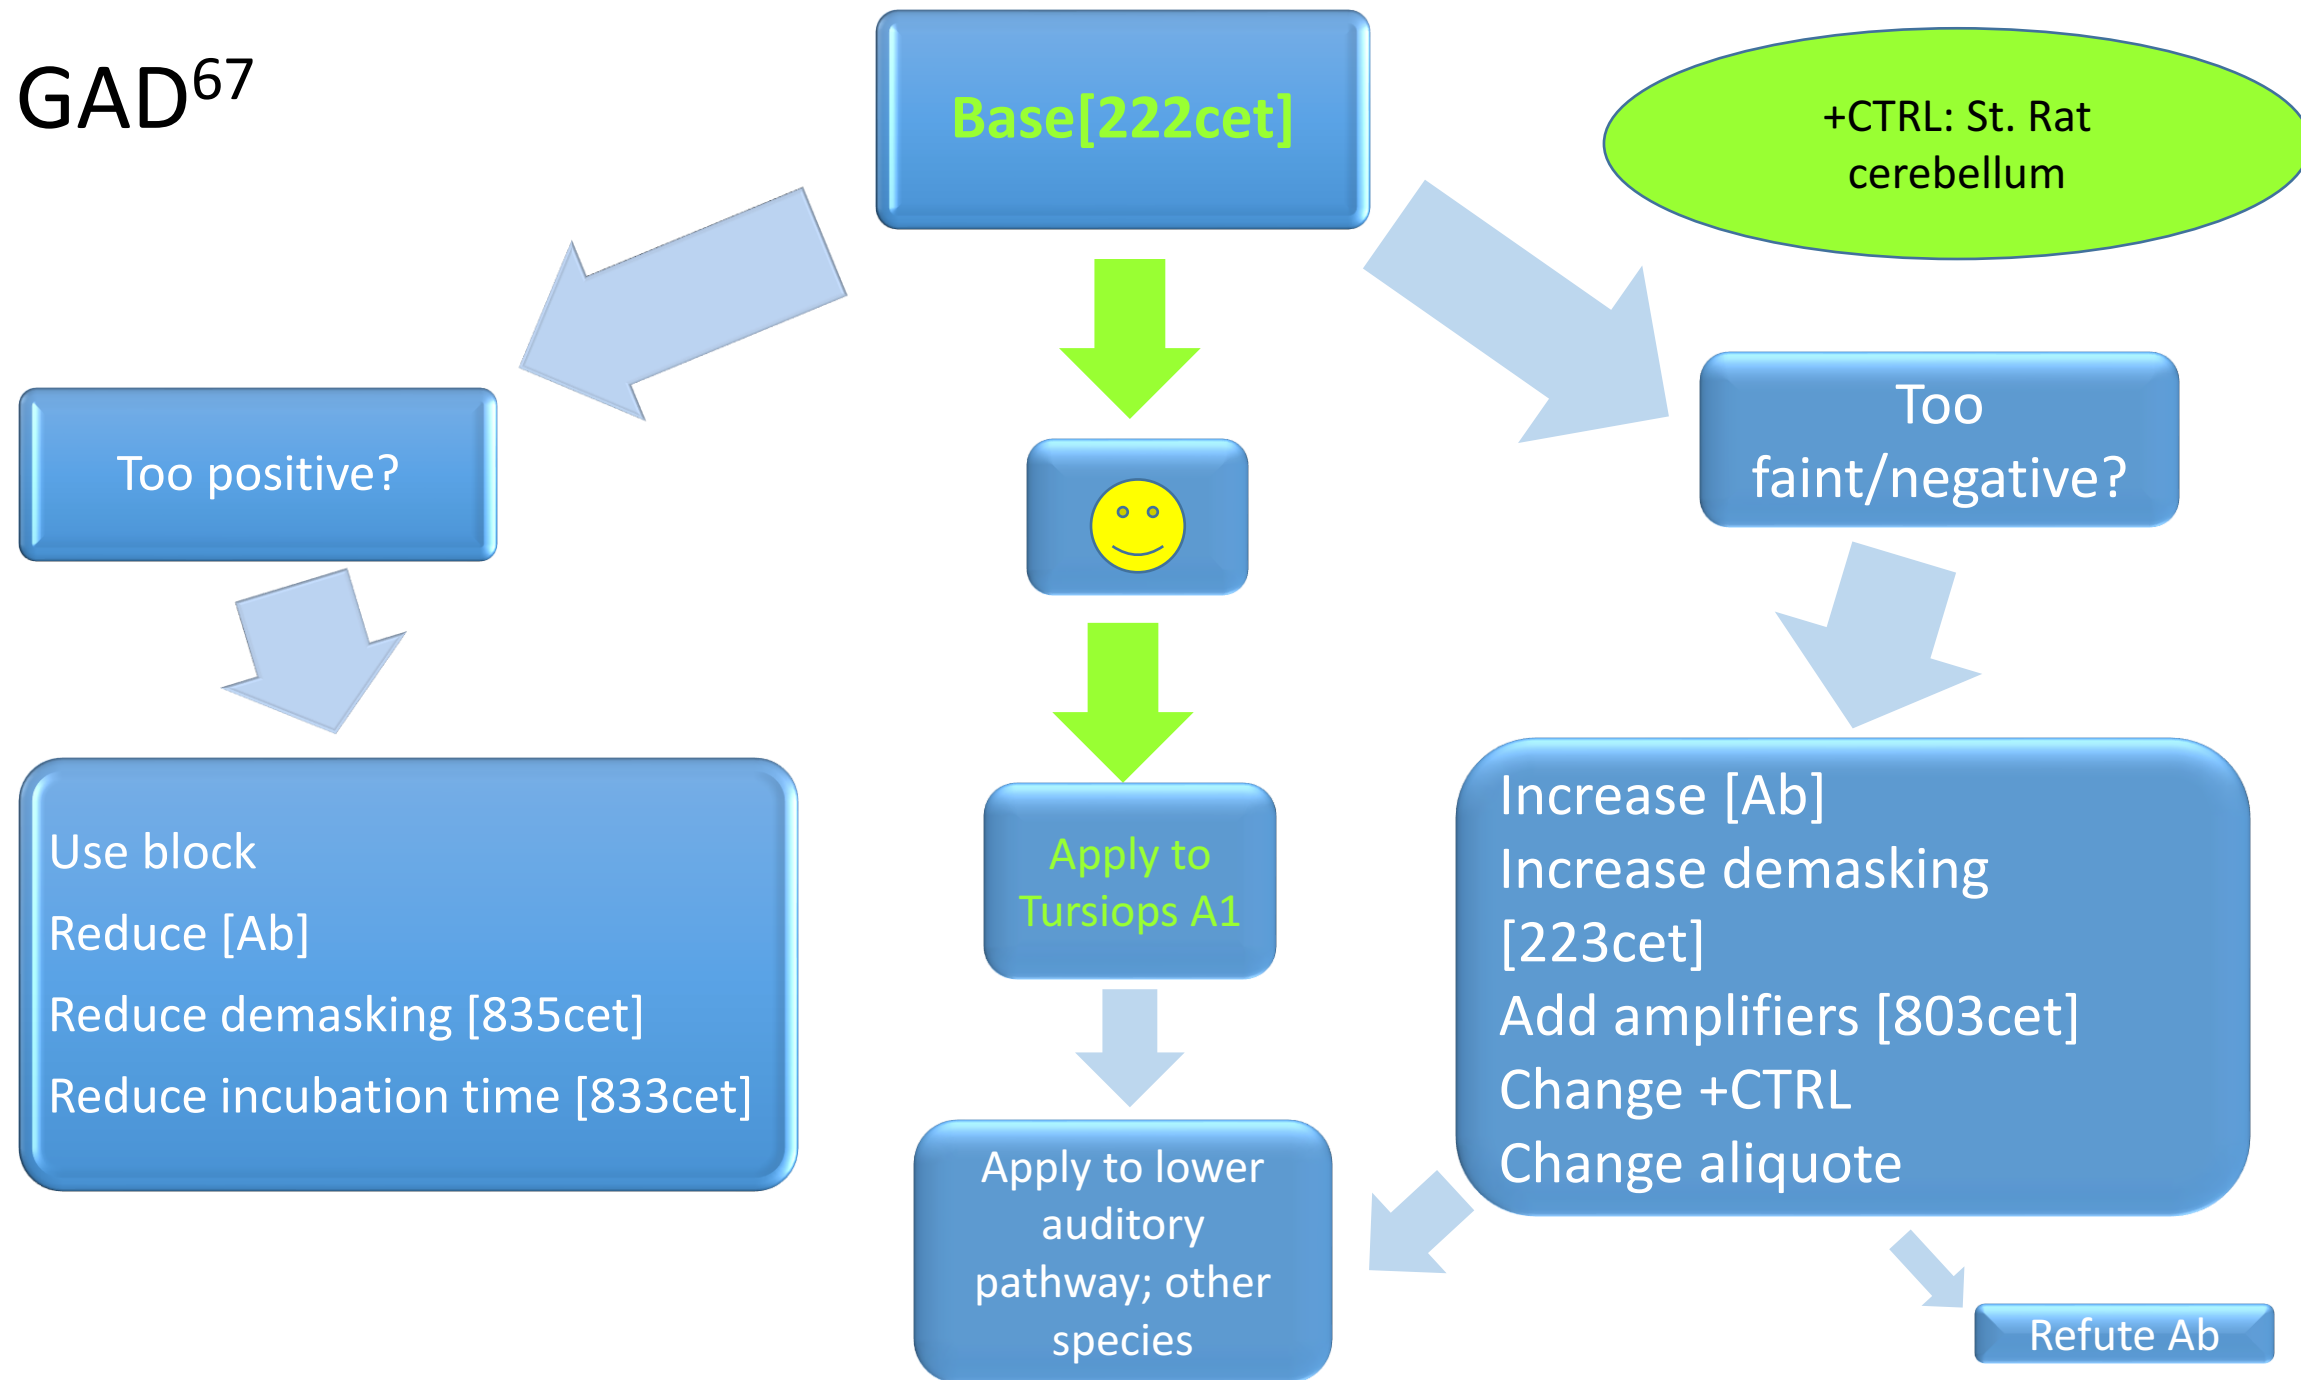 GAD⁶⁷
Base[222cet]
+CTRL: St. Rat
cerebellum
Too positive?
Too
faint/negative?
Use block
Reduce [Ab]
Reduce demasking [835cet]
Reduce incubation time [833cet]
Apply to
Tursiops A1
Increase [Ab]
Increase demasking
[223cet]
Add amplifiers [803cet]
Change +CTRL
Change aliquote
Apply to lower
auditory
pathway; other
species
Refute Ab